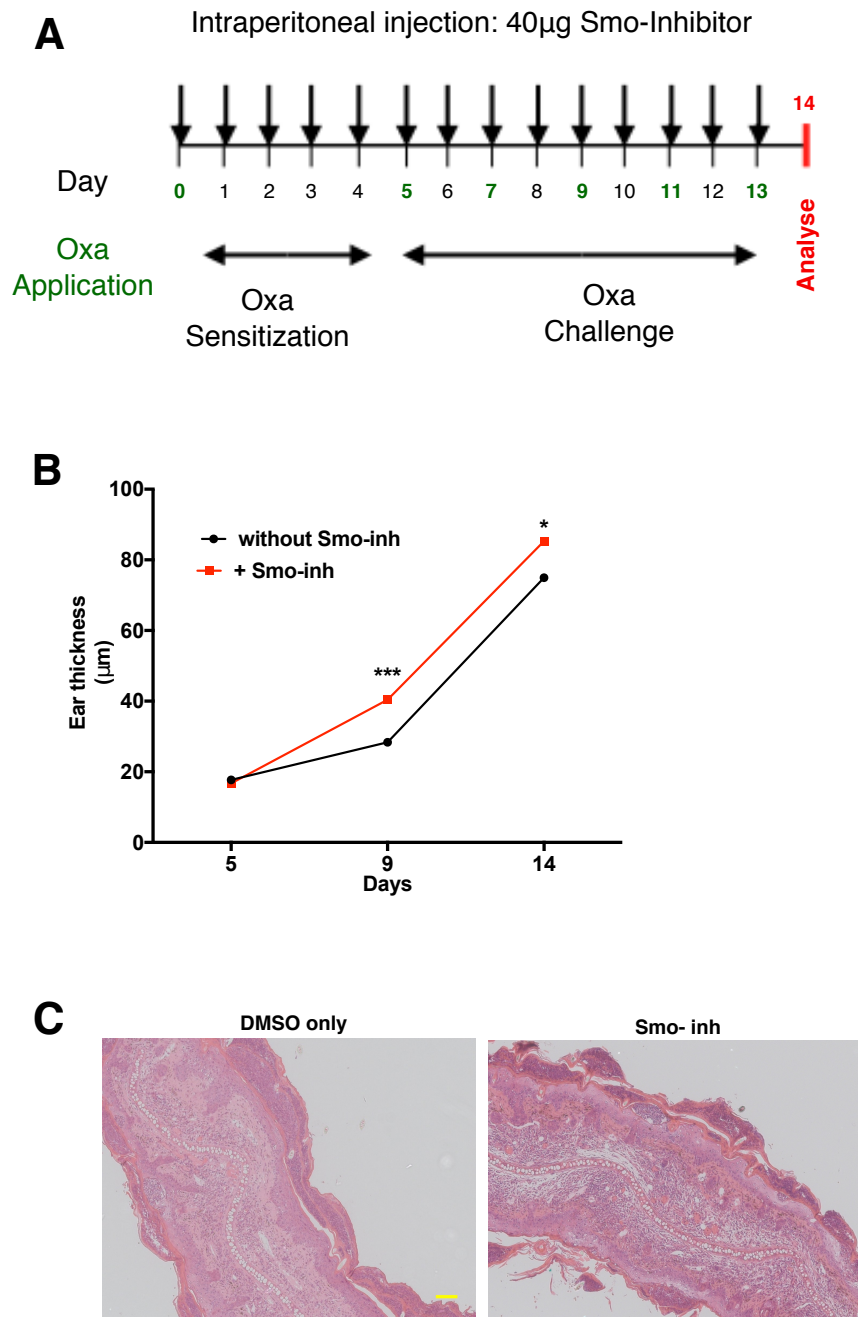 A
Intraperitoneal injection: 40μg Smo-Inhibitor
14
Day
0 1 2 3 4 5 6 7 8 9 10 11 12 13
Analyse
Oxa
Application
Oxa
Sensitization
Oxa
Challenge
B
100
80
60
40
20
0
Ear thickness
(μm)
without Smo-inh
+ Smo-inh
***
*
5 9 14
Days
C
DMSO only
Smo- inh